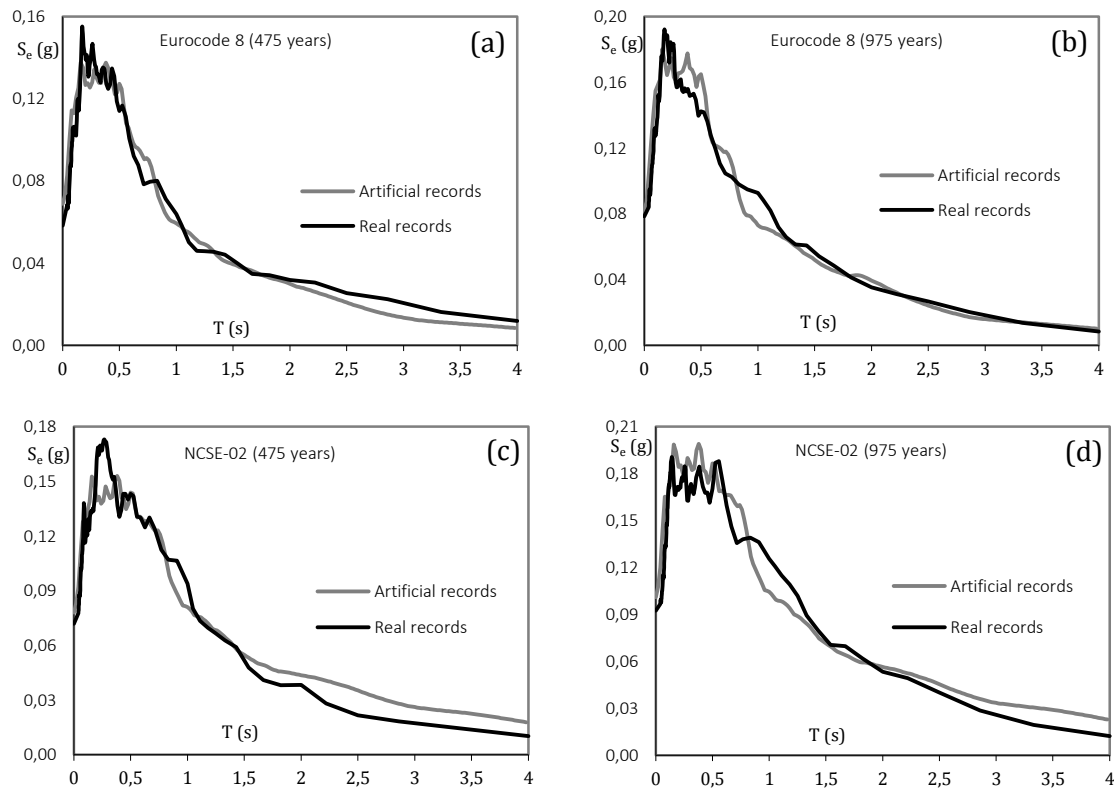 0,16
S_e (g)
Eurocode 8 (475 years)
(a)
0,12
0,08
Artificial records
Real records
0,04
T (s)
0,00
0 0,5 1 1,5 2 2,5 3 3,5 4
0,20
S_e (g)
Eurocode 8 (975 years)
(b)
0,16
0,12
Artificial records
0,08
Real records
0,04
T (s)
0,00
0 0,5 1 1,5 2 2,5 3 3,5 4
0,18
S_e (g)
NCSE-02 (475 years)
(c)
0,15
0,12
0,09
Artificial records
Real records
0,06
0,03
T (s)
0,00
0 0,5 1 1,5 2 2,5 3 3,5 4
0,21
S_e (g)
NCSE-02 (975 years)
(d)
0,18
0,15
0,12
Artificial records
0,09
Real records
0,06
0,03
T (s)
0,00
0 0,5 1 1,5 2 2,5 3 3,5 4